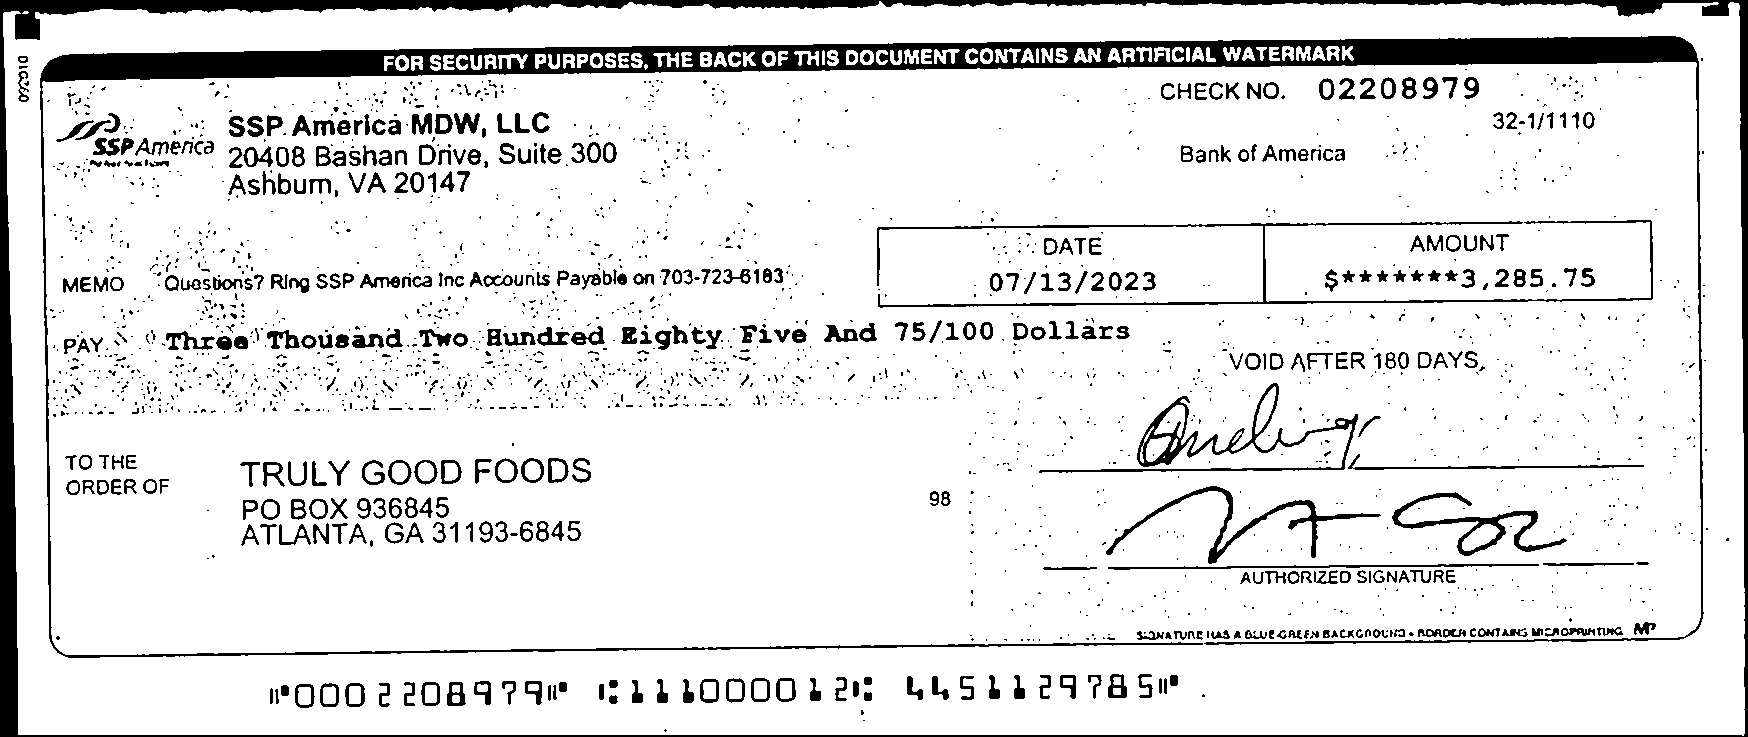 FOR SECURITY PURPOSES, THE BACK OF THIS DOCUMENT CONTAINS AN ARTIFICIAL WATERMARK
092010
CHECK NO. 02208979
32-1/1110
SSP America
SSP America MDW, LLC
20408 Bashan Drive, Suite 300
Ashburn, VA 20147
Bank of America
DATE
07/13/2023
AMOUNT
$*******3,285.75
MEMO Questions? Ring SSP America Inc Accounts Payable on 703-723-6183
PAY Three Thousand Two Hundred Eighty Five And 75/100 Dollars
VOID AFTER 180 DAYS
TO THE
ORDER OF
TRULY GOOD FOODS
PO BOX 936845
ATLANTA, GA 31193-6845
98
AUTHORIZED SIGNATURE
SIGNATURE HAS A BLUE-GREEN BACKGROUND - BORDER CONTAINS MICROPRINTING MP
⑈0002208979⑈ ⑆111000012⑆ 4451129785⑈